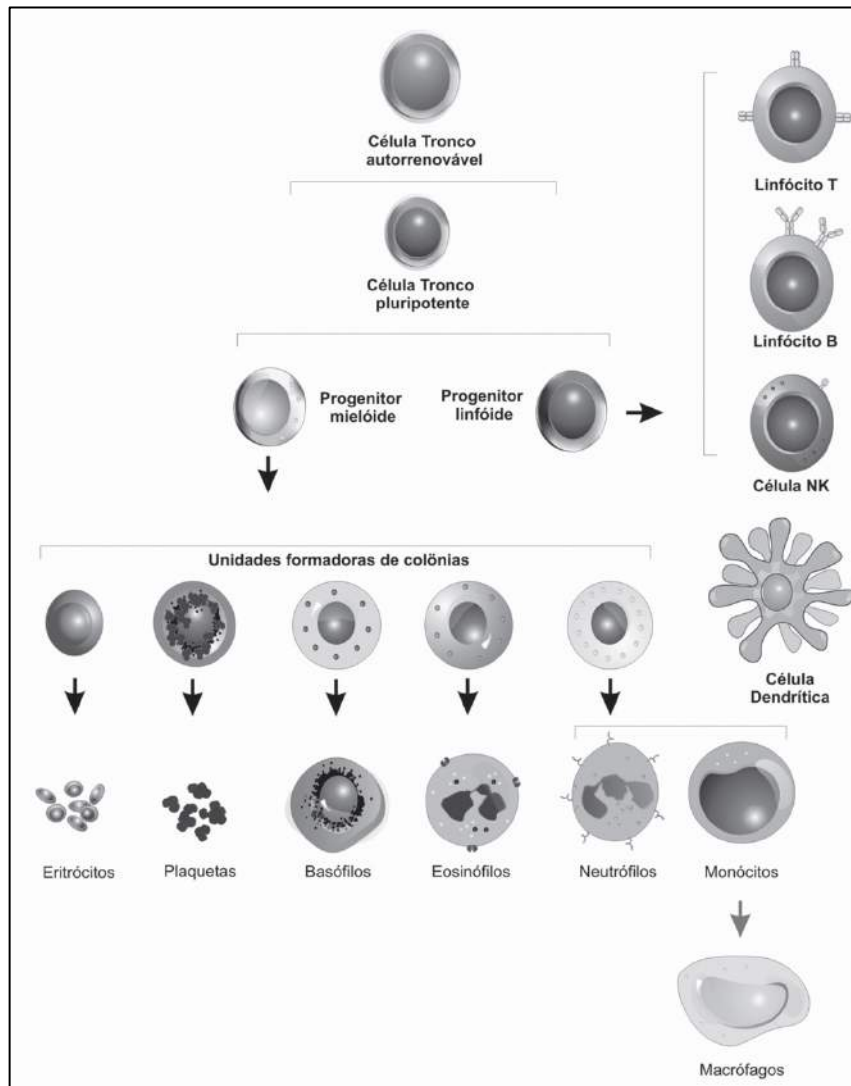 Célula Tronco
autorrenovável
Célula Tronco
pluripotente
Progenitor
mielóide
Progenitor
linfóide
Linfócito T
Linfócito B
Célula NK
Célula
Dendrítica
Unidades formadoras de colönias
Eritrócitos
Plaquetas
Basófilos
Eosinófilos
Neutrófilos
Monócitos
Macrófagos